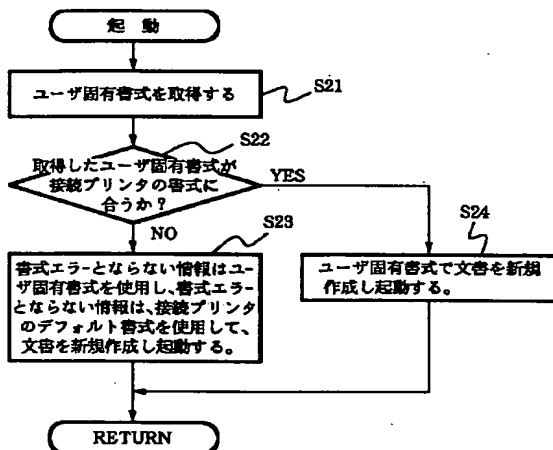 起 動
ユーザ固有書式を取得する
S21
S22
取得したユーザ固有書式が
接続プリンタの書式に
合うか?
YES
NO
S23
S24
書式エラーとならない情報はユー
ザ固有書式を使用し、書式エラー
とならない情報は、接続プリンタ
のデフォルト書式を使用して、
文書を新規作成し起動する。
ユーザ固有書式で文書を新規
作成し起動する。
RETURN